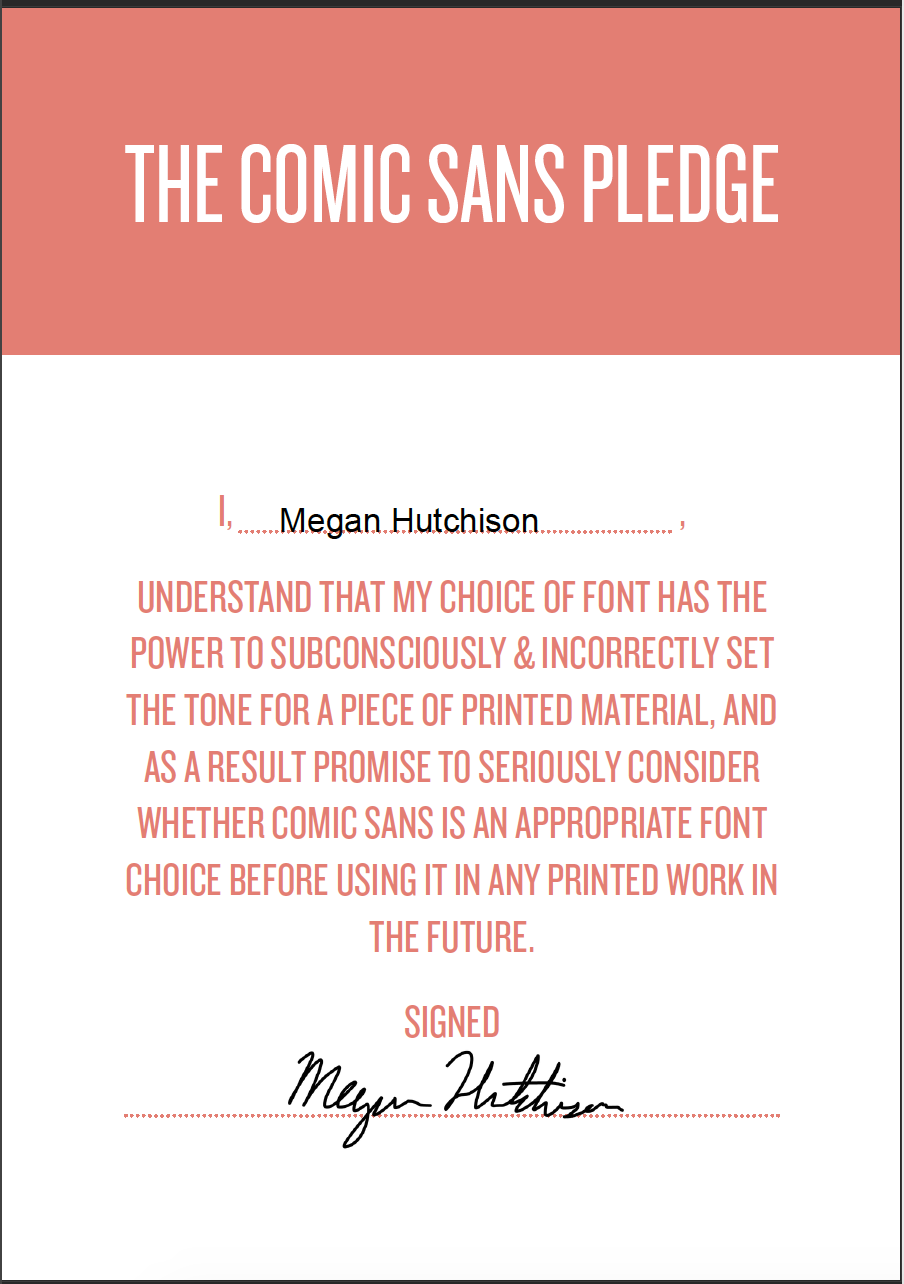 THE COMIC SANS PLEDGE
I, Megan Hutchison ,
UNDERSTAND THAT MY CHOICE OF FONT HAS THE
POWER TO SUBCONSCIOUSLY & INCORRECTLY SET
THE TONE FOR A PIECE OF PRINTED MATERIAL, AND
AS A RESULT PROMISE TO SERIOUSLY CONSIDER
WHETHER COMIC SANS IS AN APPROPRIATE FONT
CHOICE BEFORE USING IT IN ANY PRINTED WORK IN
THE FUTURE.
SIGNED
Megan Hutchison